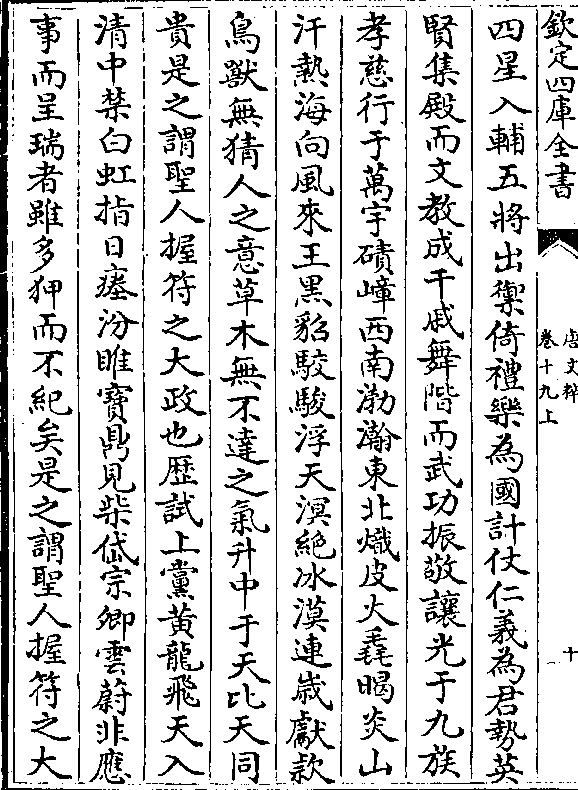 欽定四庫全書
唐文粹
卷十九上
十
四星入輔五將出禦倚禮樂為國計仗仁義為君勢英
賢集殿而文教成干戚舞階而武功振敬讓光于九族
孝慈行于萬宇磧嶂西南渤瀚東北熾皮火毳暍炎山
汗熱海向風來王黑貂駮駿浮天溟絶冰漠連嵗獻款
鳥獸無猜人之意草木無不達之氣升中于天比天同
貴是之謂聖人握符之大政也歴試上黨黄龍飛天入
清中禁白虹指日瘞汾睢寶鼎見柴岱宗卿雲蔚非應
事而呈瑞者雖多狎而不紀矣是之謂聖人握符之大